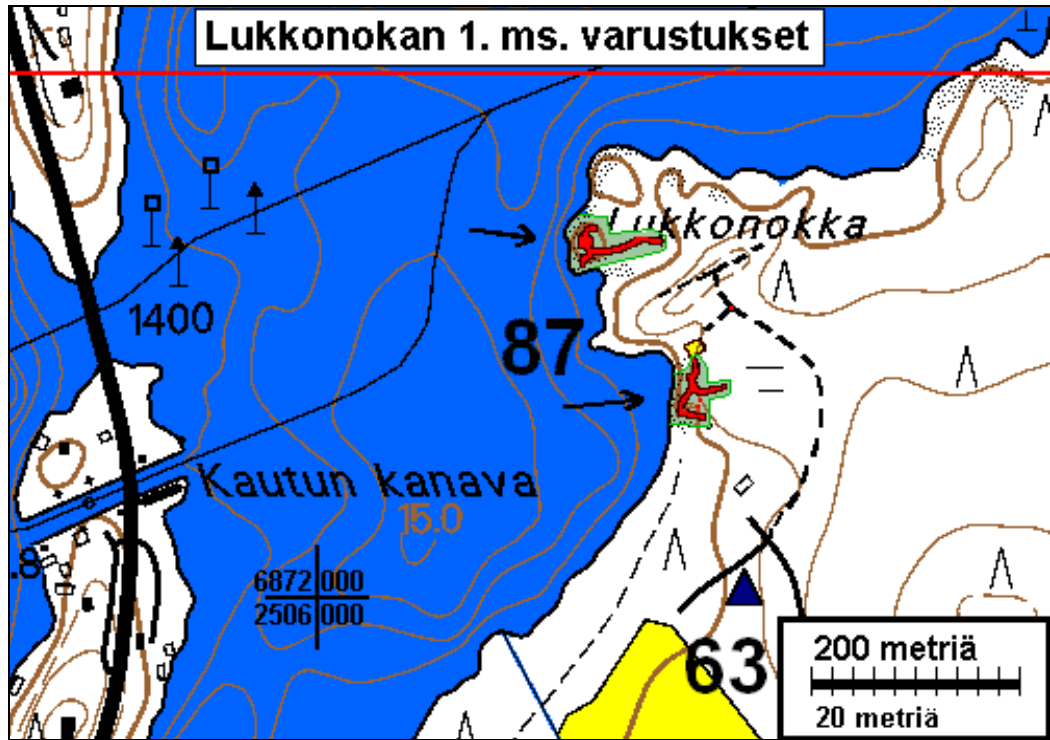 Lukkonokan 1. ms. varustukset
Lukkonokka
1400
87
Kautun kanava
15.0
6872 000
2506 000
63
200 metriä
20 metriä